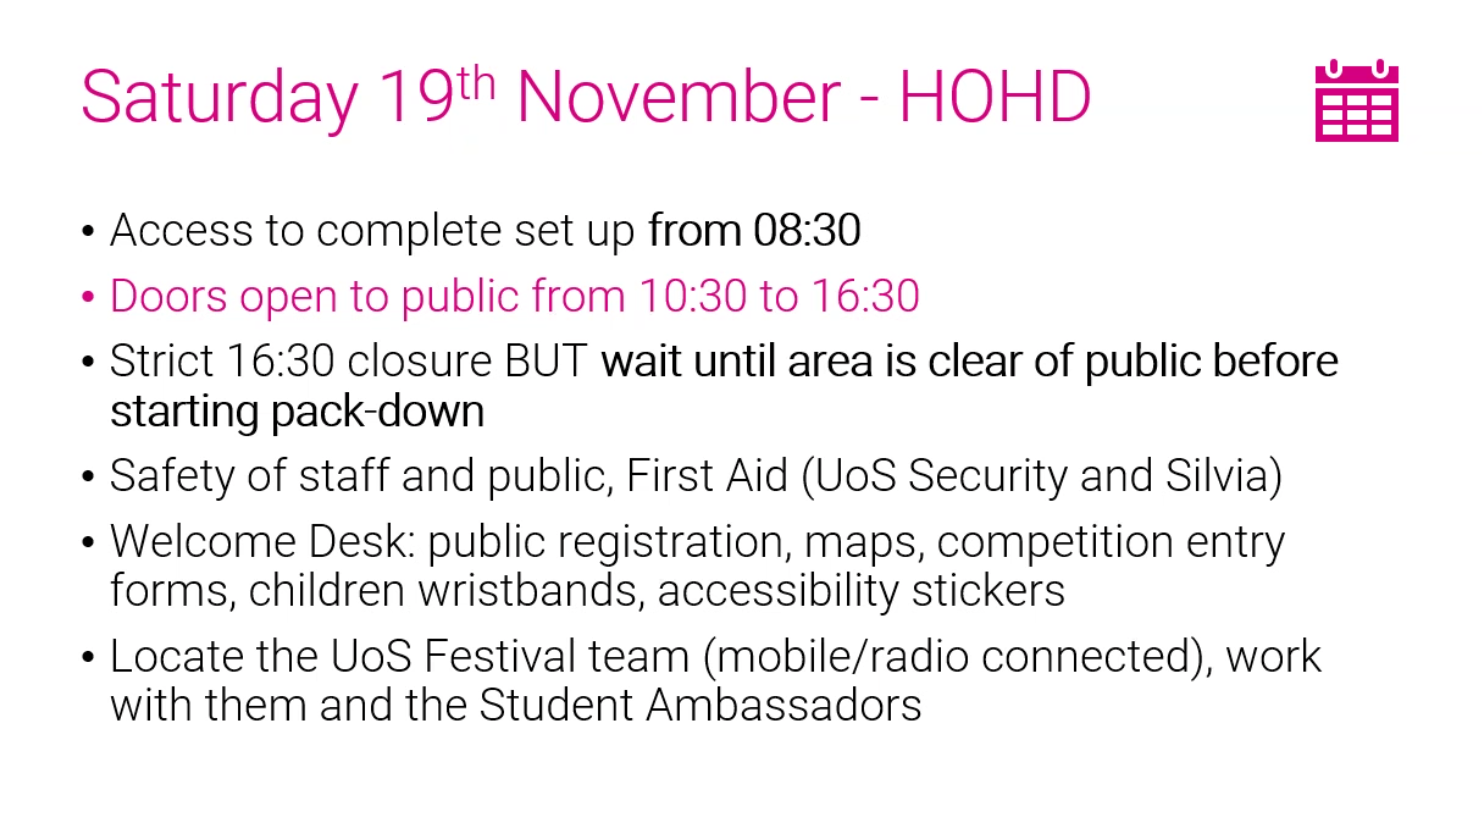 Saturday 19th November - HOHD
• Access to complete set up from 08:30
• Doors open to public from 10:30 to 16:30
• Strict 16:30 closure BUT wait until area is clear of public before
starting pack-down
• Safety of staff and public, First Aid (UoS Security and Silvia)
• Welcome Desk: public registration, maps, competition entry
forms, children wristbands, accessibility stickers
• Locate the UoS Festival team (mobile/radio connected), work
with them and the Student Ambassadors